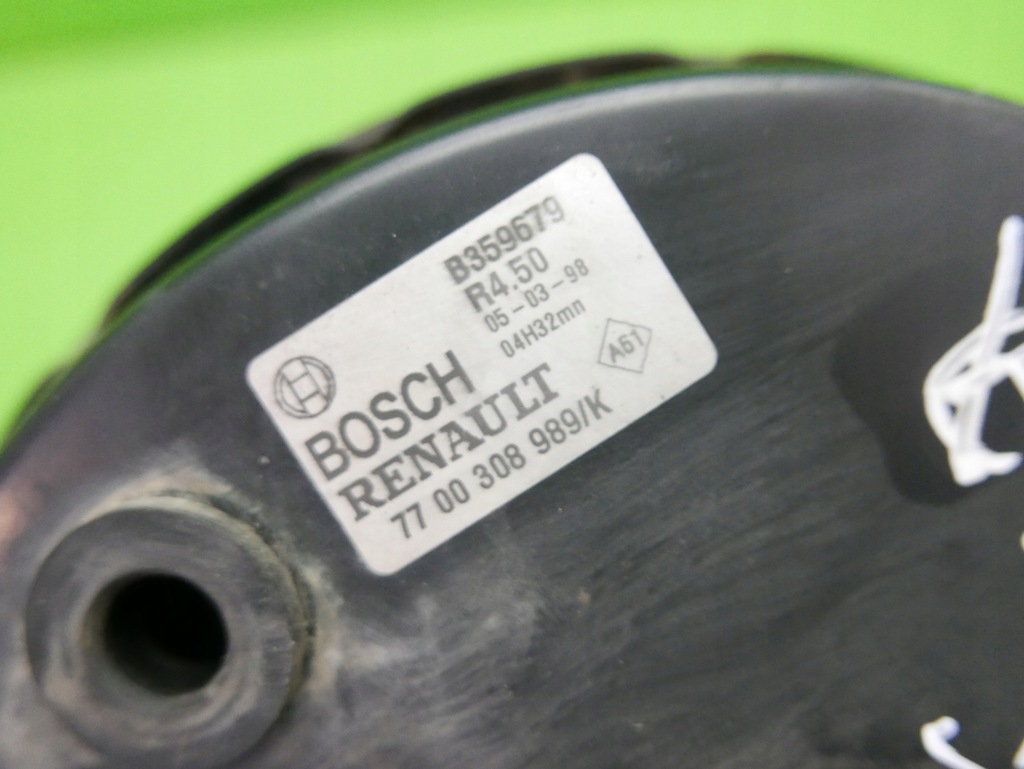 B359679
R4.50
05-03-98
04H32mn
BOSCH
RENAULT
77 00 308 989/K
A61